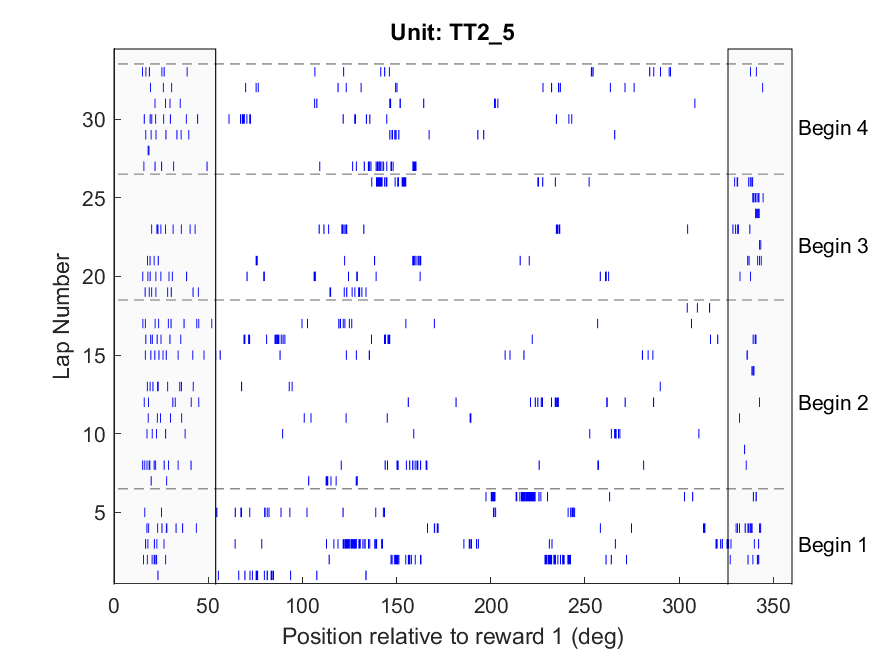 Unit: TT2_5
30
25
20
15
10
5
Lap Number
Begin 4
Begin 3
Begin 2
Begin 1
0 50 100 150 200 250 300 350
Position relative to reward 1 (deg)